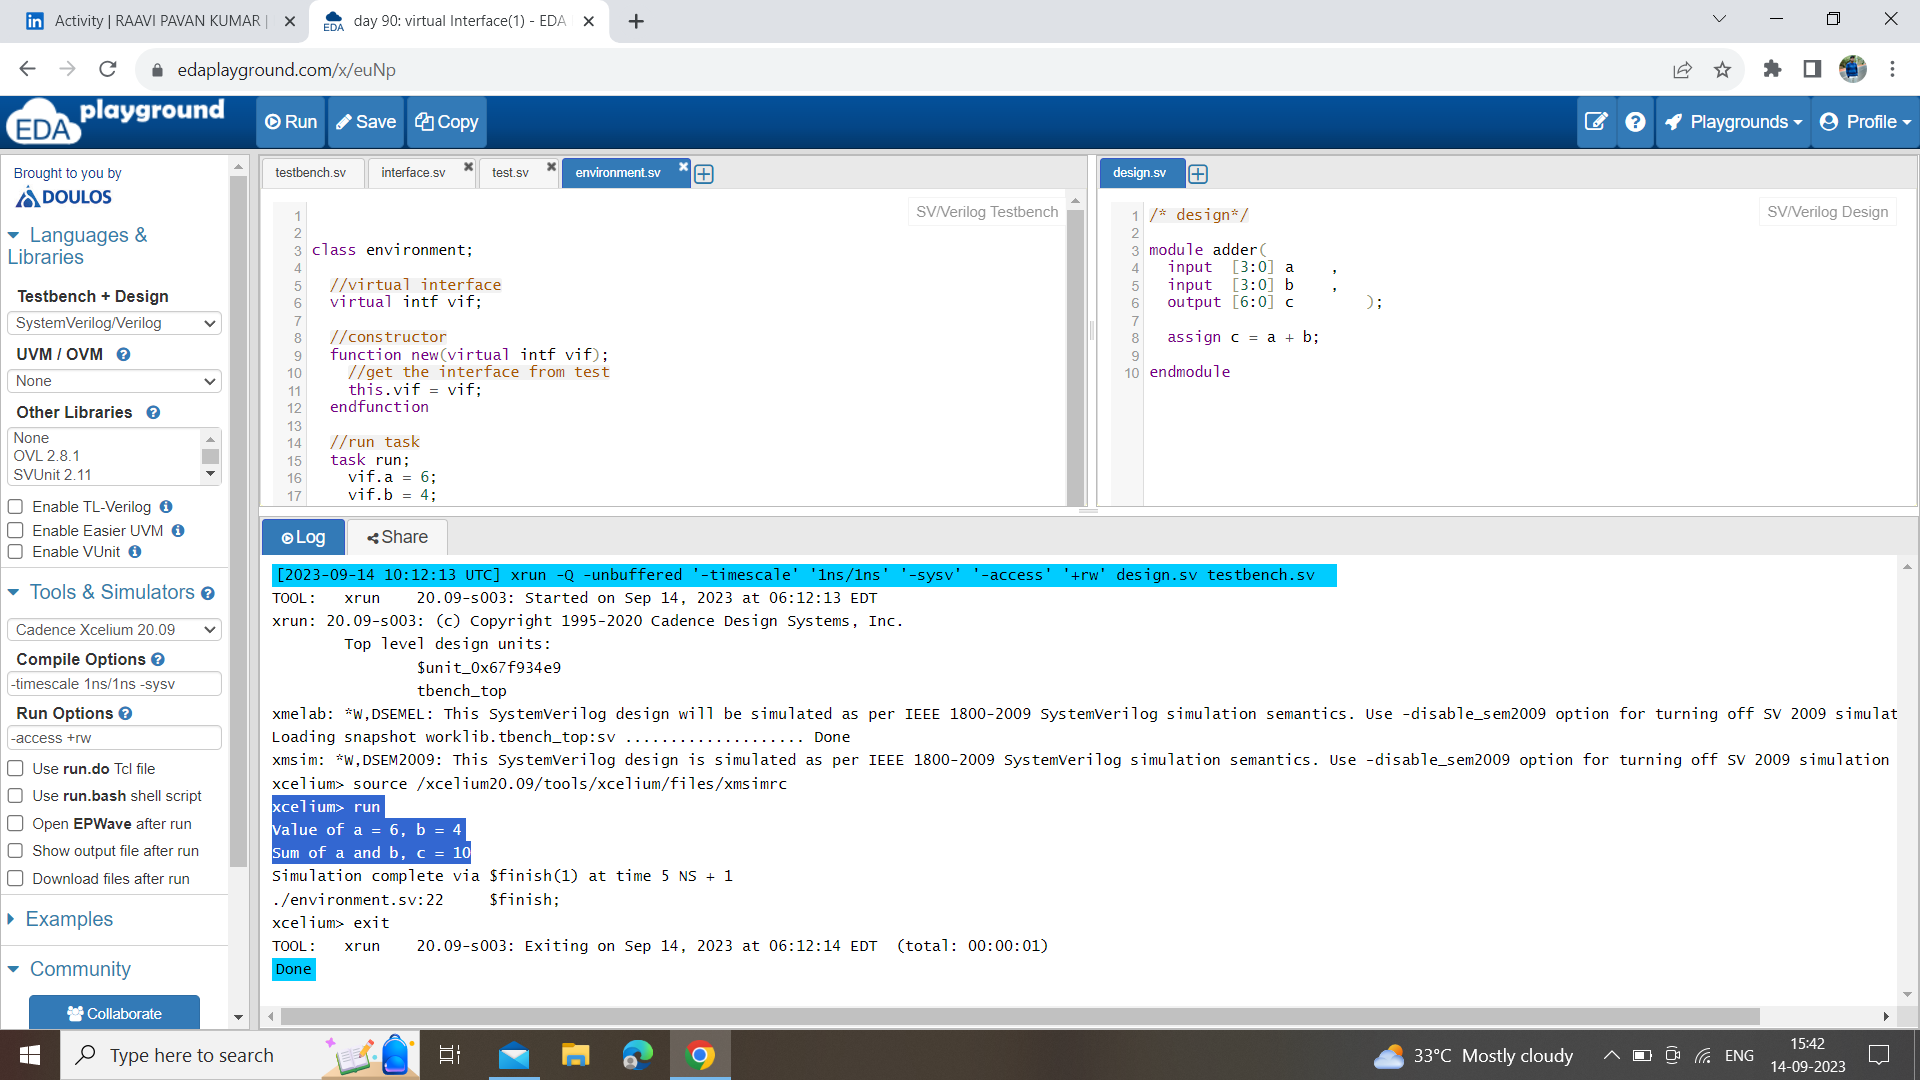 Activity | RAAVI PAVAN KUMAR |
day 90: virtual Interface(1) - EDA
edaplayground.com/x/euNp
EDA playground
Run
Save
Copy
Playgrounds
Profile
Brought to you by
DOULOS
Languages &
Libraries
Testbench + Design
SystemVerilog/Verilog
UVM / OVM
None
Other Libraries
None
OVL 2.8.1
SVUnit 2.11
Enable TL-Verilog
Enable Easier UVM
Enable VUnit
Tools & Simulators
Cadence Xcelium 20.09
Compile Options
-timescale 1ns/1ns -sysv
Run Options
-access +rw
Use run.do Tcl file
Use run.bash shell script
Open EPWave after run
Show output file after run
Download files after run
Examples
Community
Collaborate
testbench.sv
interface.sv
test.sv
environment.sv
SV/Verilog Testbench
1
2
3 class environment;
4
5 //virtual interface
6 virtual intf vif;
7
8 //constructor
9 function new(virtual intf vif);
10 //get the interface from test
11 this.vif = vif;
12 endfunction
13
14 //run task
15 task run;
16 vif.a = 6;
17 vif.b = 4;
design.sv
SV/Verilog Design
1 /* design*/
2
3 module adder(
4 input [3:0] a ,
5 input [3:0] b ,
6 output [6:0] c );
7
8 assign c = a + b;
9
10 endmodule
Log
Share
[2023-09-14 10:12:13 UTC] xrun -Q -unbuffered '-timescale' '1ns/1ns' '-sysv' '-access' '+rw' design.sv testbench.sv
TOOL: xrun 20.09-s003: Started on Sep 14, 2023 at 06:12:13 EDT
xrun: 20.09-s003: (c) Copyright 1995-2020 Cadence Design Systems, Inc.
Top level design units:
$unit_0x67f934e9
tbench_top
xmelab: *W,DSEMEL: This SystemVerilog design will be simulated as per IEEE 1800-2009 SystemVerilog simulation semantics. Use -disable_sem2009 option for turning off SV 2009 simulat
Loading snapshot worklib.tbench_top:sv .................... Done
xmsim: *W,DSEM2009: This SystemVerilog design is simulated as per IEEE 1800-2009 SystemVerilog simulation semantics. Use -disable_sem2009 option for turning off SV 2009 simulation
xcelium> source /xcelium20.09/tools/xcelium/files/xmsimrc
xcelium> run
Value of a = 6, b = 4
Sum of a and b, c = 10
Simulation complete via $finish(1) at time 5 NS + 1
./environment.sv:22 $finish;
xcelium> exit
TOOL: xrun 20.09-s003: Exiting on Sep 14, 2023 at 06:12:14 EDT (total: 00:00:01)
Done
Type here to search
33°C Mostly cloudy
ENG
15:42
14-09-2023